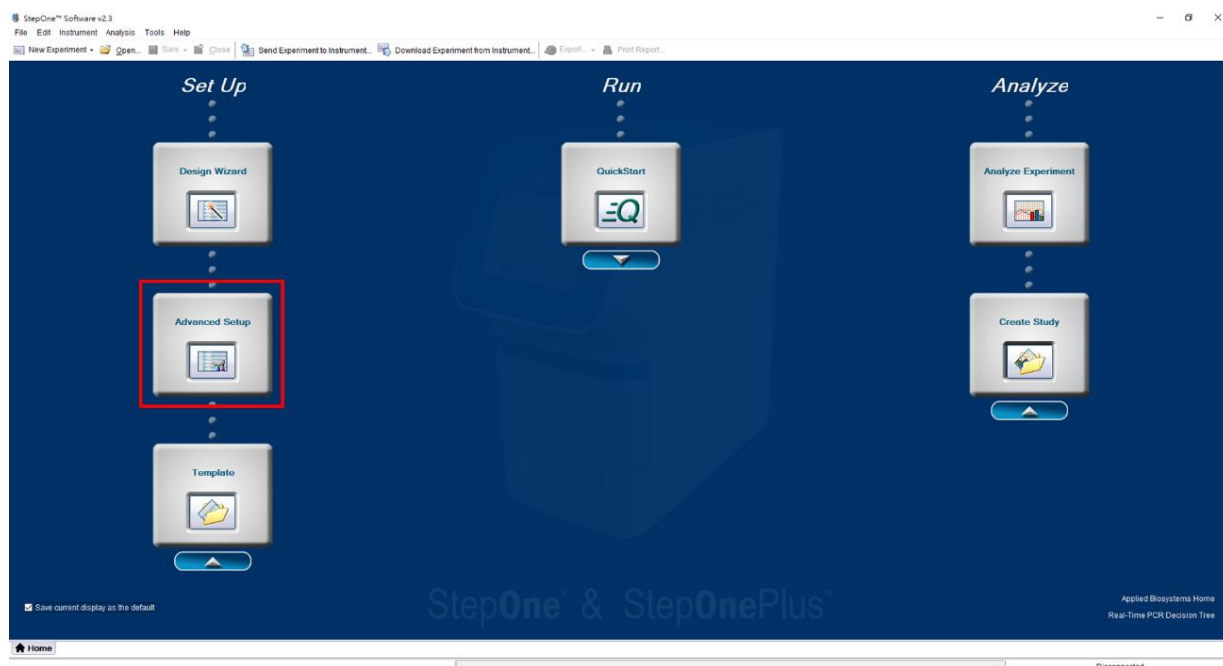 StepOne™ Software v2.3
File Edit Instrument Analysis Tools Help
New Experiment Open... Save Close Send Experiment to Instrument... Download Experiment from Instrument... Export... Print Report...
Set Up Run Analyze
Design Wizard QuickStart Analyze Experiment
Advanced Setup Create Study
Template
Save current display as the default
StepOne™ & StepOnePlus™
Applied Biosystems Home
Real-Time PCR Decision Tree
Home
Disconnected